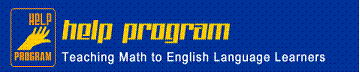 HELP
PROGRAM
help program
Teaching Math to English Language Learners